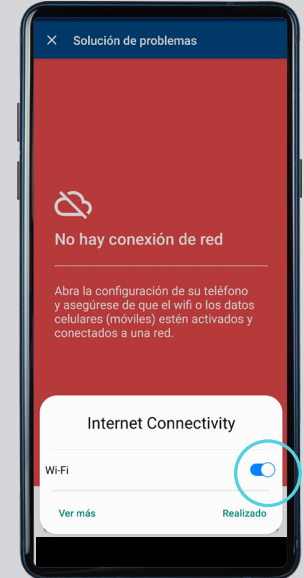 Solución de problemas
No hay conexión de red
Abra la configuración de su teléfono
y asegúrese de que el wifi o los datos
celulares (móviles) estén activados y
conectados a una red.
Internet Connectivity
Wi-Fi
Ver más
Realizado